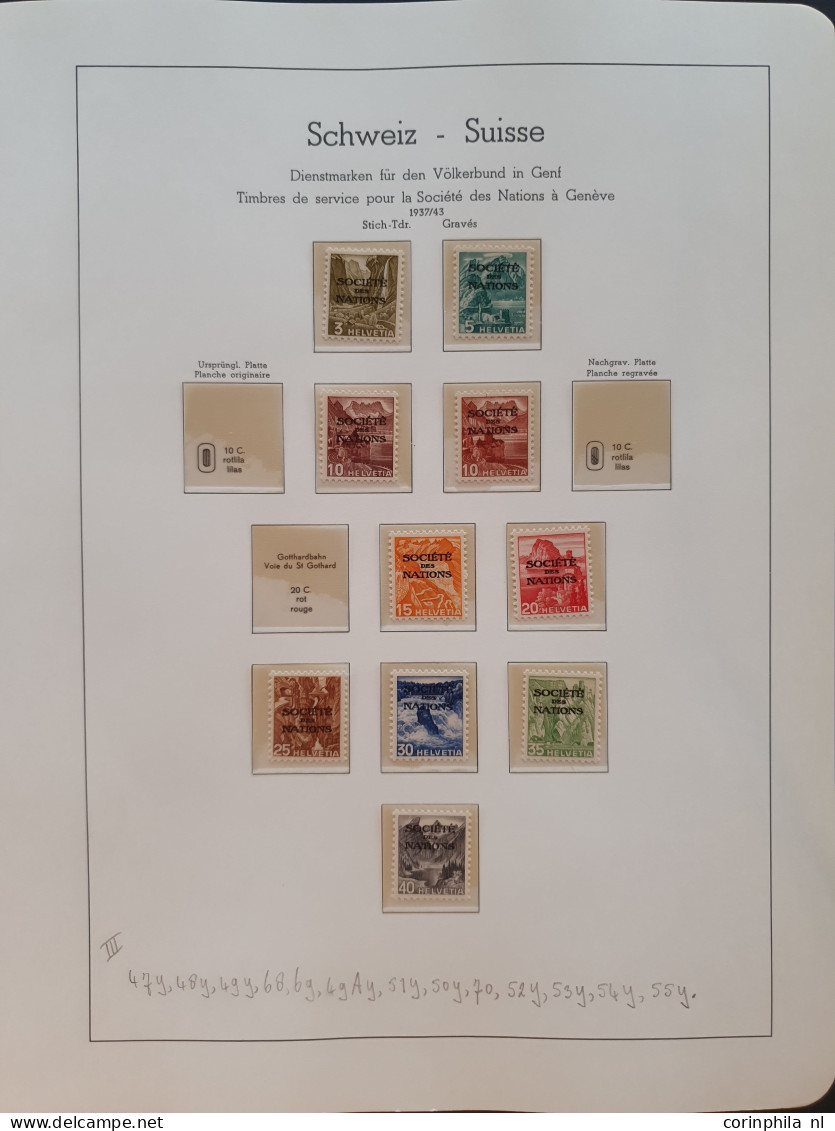 Schweiz - Suisse
Dienstmarken für den Völkerbund in Genf
Timbres de service pour la Société des Nations à Genève
1937/43
Stich-Tdr. Gravés
SOCIÉTÉ
DES
NATIONS
3 HELVETIA
SOCIÉTÉ
DES
NATIONS
5 HELVETIA
Ursprüngl. Platte
Planche originaire
Nachgrav. Platte
Planche regravée
10 C.
rotlila
lilas
SOCIÉTÉ
DES
NATIONS
10 HELVETIA
SOCIÉTÉ
DES
NATIONS
10 HELVETIA
10 C.
rotlila
lilas
Gotthardbahn
Voie du St Gothard
20 C.
rot
rouge
SOCIÉTÉ
DES
NATIONS
15 HELVETIA
SOCIÉTÉ
DES
NATIONS
20 HELVETIA
SOCIÉTÉ
DES
NATIONS
25 HELVETIA
SOCIÉTÉ
DES
NATIONS
30 HELVETIA
SOCIÉTÉ
DES
NATIONS
35 HELVETIA
SOCIÉTÉ
DES
NATIONS
40 HELVETIA
III
47y, 48y, 49y, 68, 69, 49Ay, 51y, 50y, 70, 52y, 53y, 54y, 55y.
corinphila nl